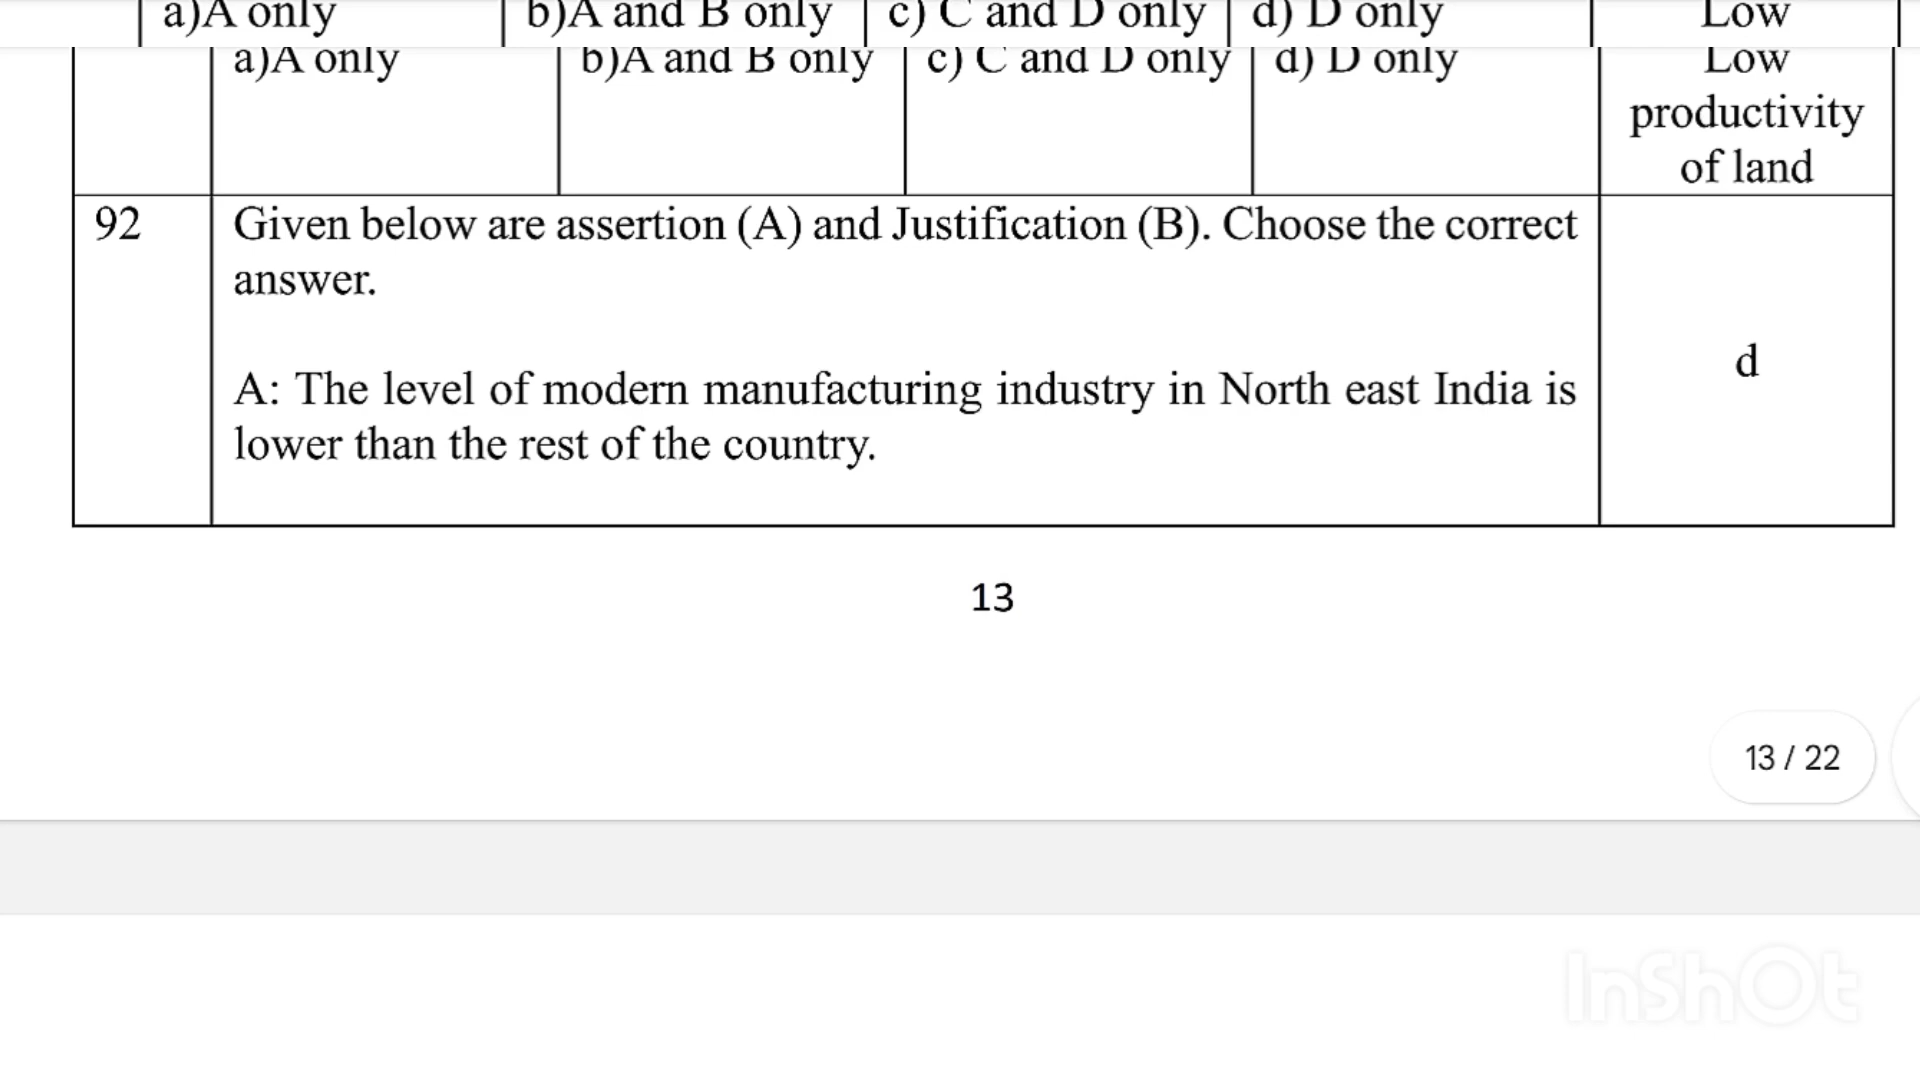 a)A only b)A and B only c) C and D only d) D only Low
a)A only b)A and B only c) C and D only d) D only Low
productivity
of land
92 Given below are assertion (A) and Justification (B). Choose the correct
answer.
d
A: The level of modern manufacturing industry in North east India is
lower than the rest of the country.
13
13 / 22
InShOt